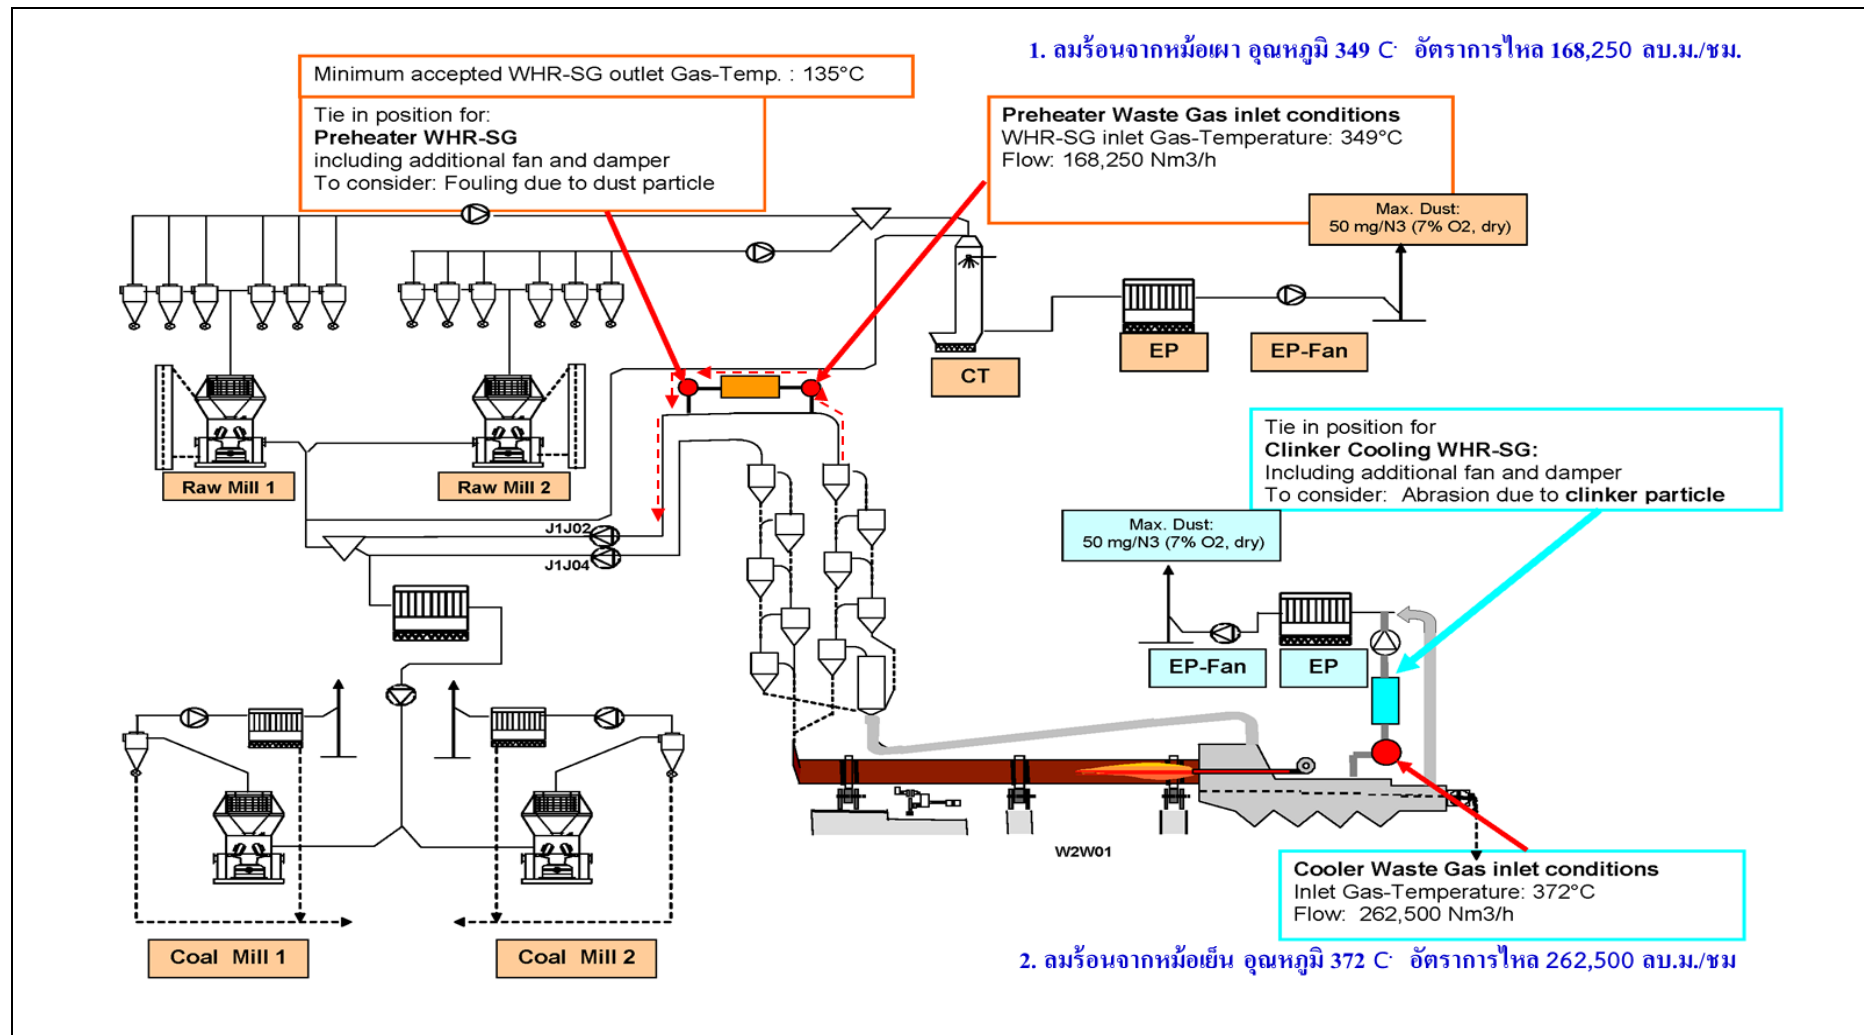 1. ลมร้อนจากหม้อเผา อุณหภูมิ 349 C อัตราการไหล 168,250 ลบ.ม./ชม.
Minimum accepted WHR-SG outlet Gas-Temp. : 135°C
Tie in position for:
Preheater WHR-SG
including additional fan and damper
To consider: Fouling due to dust particle
Preheater Waste Gas inlet conditions
WHR-SG inlet Gas-Temperature: 349°C
Flow: 168,250 Nm3/h
Max. Dust:
50 mg/N3 (7% O2, dry)
EP
EP-Fan
CT
Raw Mill 1
Raw Mill 2
Tie in position for
Clinker Cooling WHR-SG:
Including additional fan and damper
To consider: Abrasion due to clinker particle
J1J02
J1J04
Max. Dust:
50 mg/N3 (7% O2, dry)
EP-Fan
EP
W2W01
Cooler Waste Gas inlet conditions
Inlet Gas-Temperature: 372°C
Flow: 262,500 Nm3/h
Coal Mill 1
Coal Mill 2
2. ลมร้อนจากหม้อเย็น อุณหภูมิ 372 C อัตราการไหล 262,500 ลบ.ม./ชม